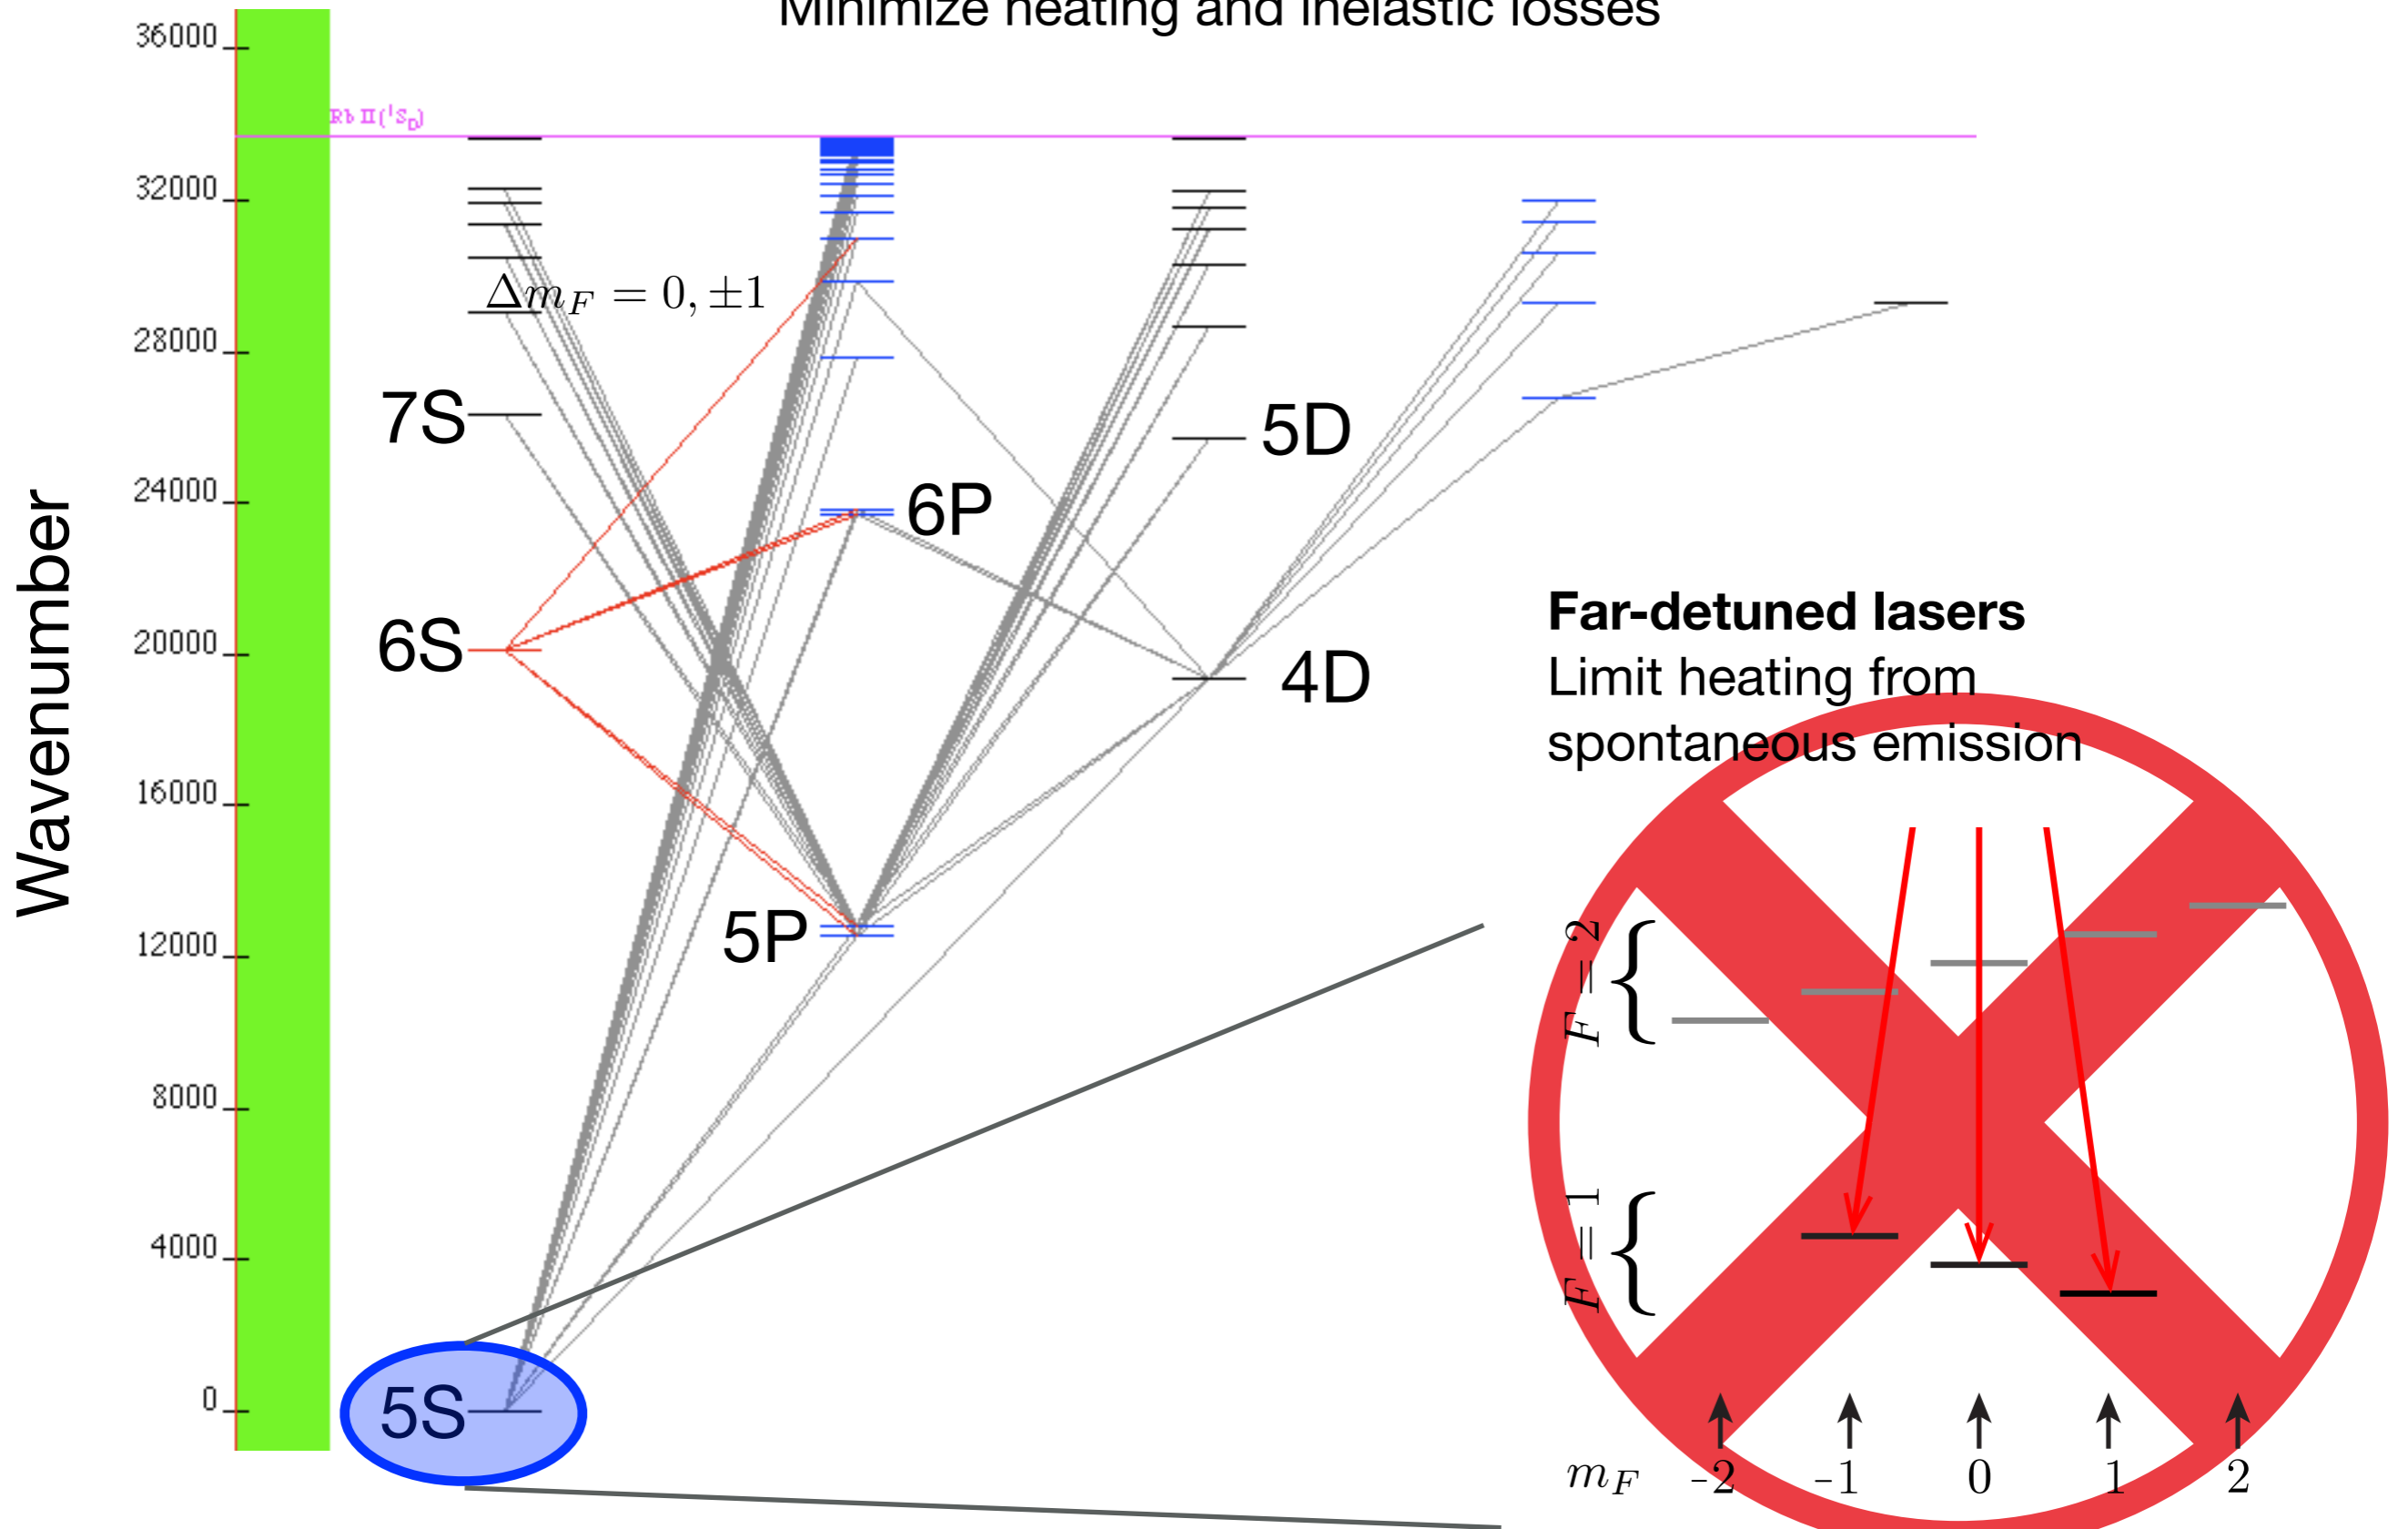 Minimize heating and inelastic losses
36000
Rb II(¹S₀)
32000
Δm_F = 0, ±1
28000
7S
5D
24000
6P
Wavenumber
Far-detuned lasers
20000
6S
4D
Limit heating from
spontaneous emission
16000
12000
5P
F = 2
8000
4000
F = 1
0
5S
m_F -2 -1 0 1 2